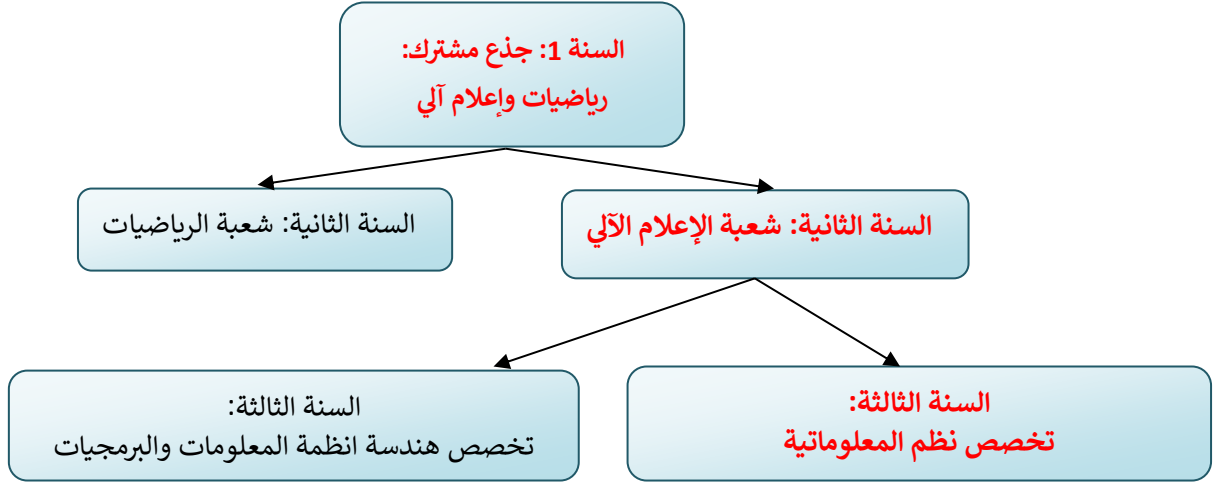 السنة 1: جذع مشترك:
رياضيات وإعلام آلي
السنة الثانية: شعبة الإعلام الآلي
السنة الثانية: شعبة الرياضيات
السنة الثالثة:
تخصص نظم المعلوماتية
السنة الثالثة:
تخصص هندسة انظمة المعلومات والبرمجيات